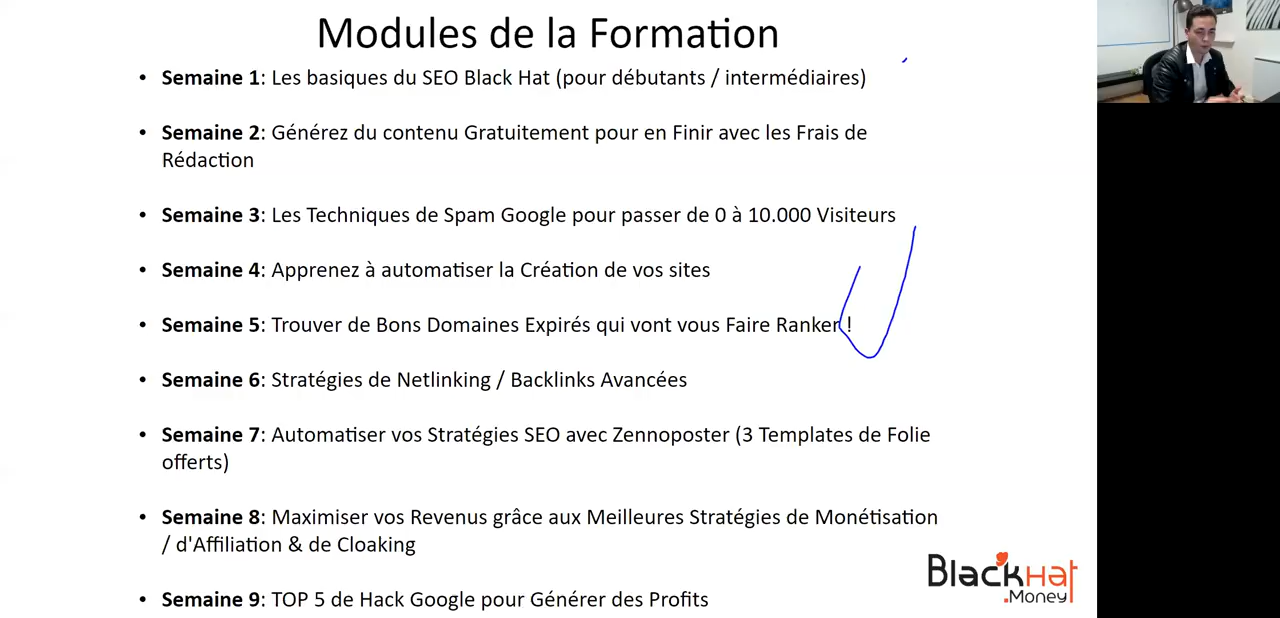 Modules de la Formation
• Semaine 1: Les basiques du SEO Black Hat (pour débutants / intermédiaires)
• Semaine 2: Générez du contenu Gratuitement pour en Finir avec les Frais de
Rédaction
• Semaine 3: Les Techniques de Spam Google pour passer de 0 à 10.000 Visiteurs
• Semaine 4: Apprenez à automatiser la Création de vos sites
• Semaine 5: Trouver de Bons Domaines Expirés qui vont vous Faire Ranker !
• Semaine 6: Stratégies de Netlinking / Backlinks Avancées
• Semaine 7: Automatiser vos Stratégies SEO avec Zennoposter (3 Templates de Folie
offerts)
• Semaine 8: Maximiser vos Revenus grâce aux Meilleures Stratégies de Monétisation
/ d'Affiliation & de Cloaking
• Semaine 9: TOP 5 de Hack Google pour Générer des Profits
BlackHat
.Money